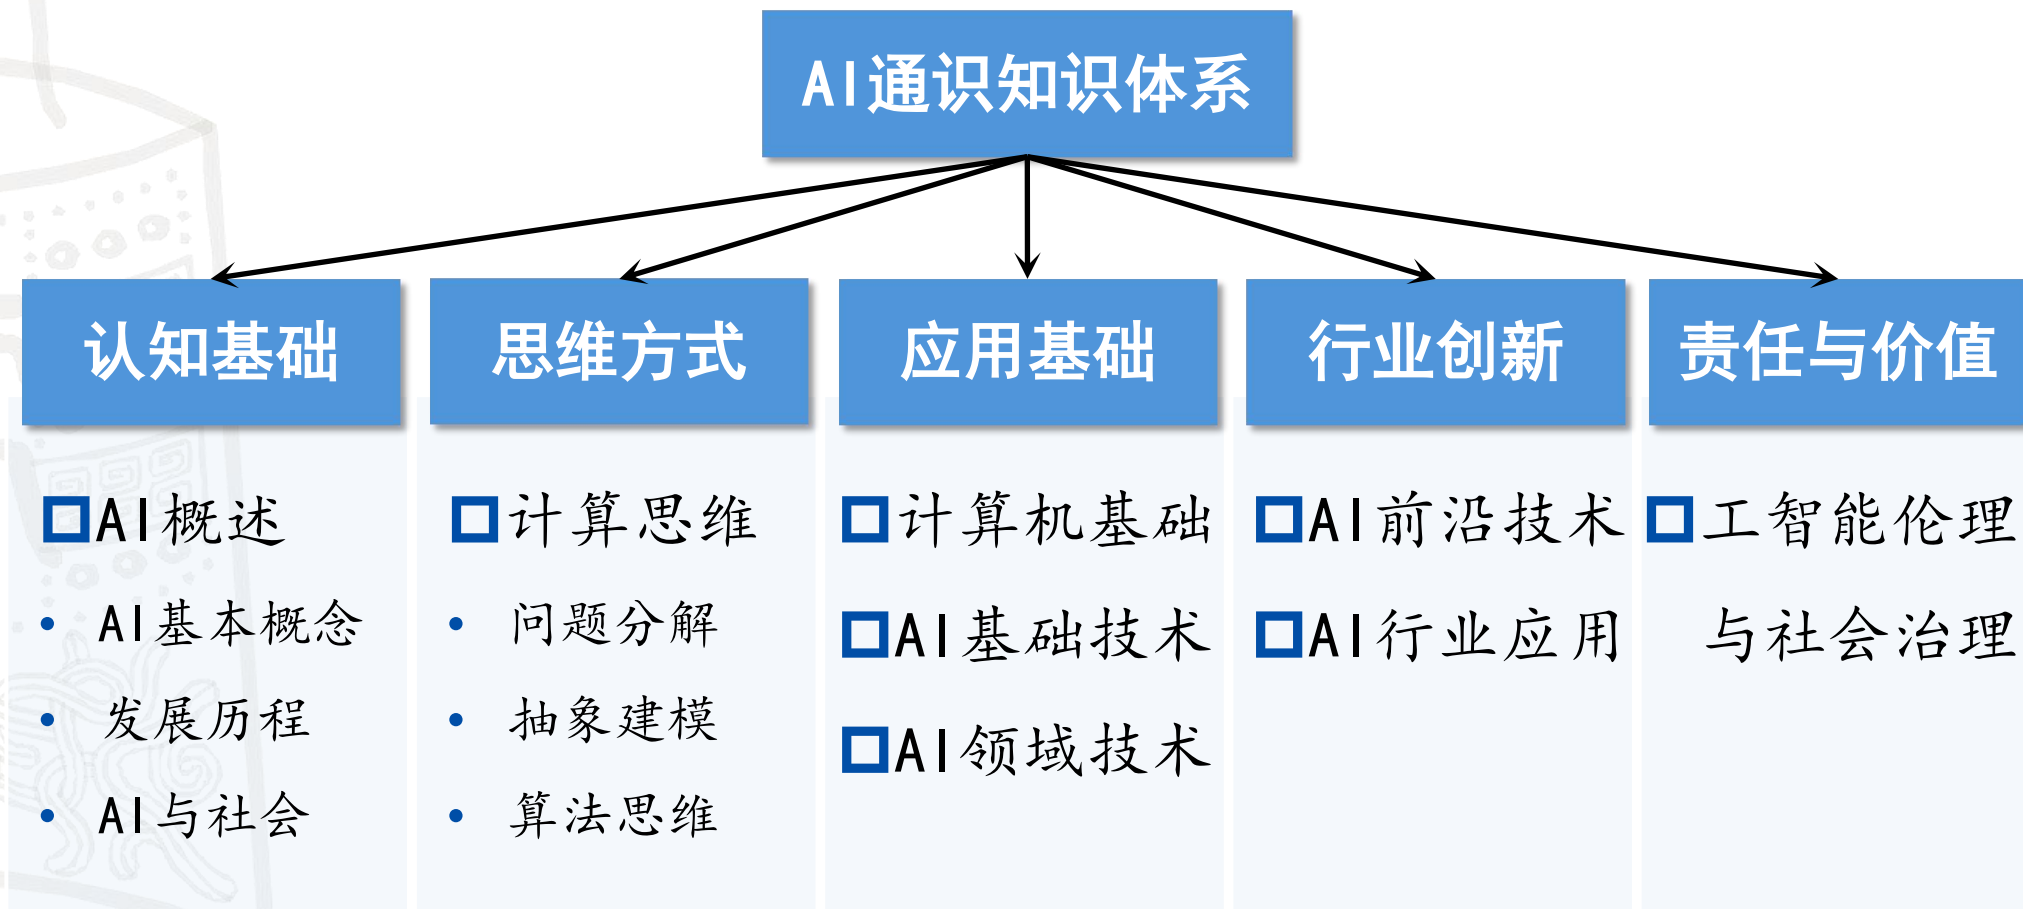 AI通识知识体系
认知基础
思维方式
应用基础
行业创新
责任与价值
AI概述
AI基本概念
发展历程
AI与社会
计算思维
问题分解
抽象建模
算法思维
计算机基础
AI基础技术
AI领域技术
AI前沿技术
AI行业应用
工智能伦理
与社会治理